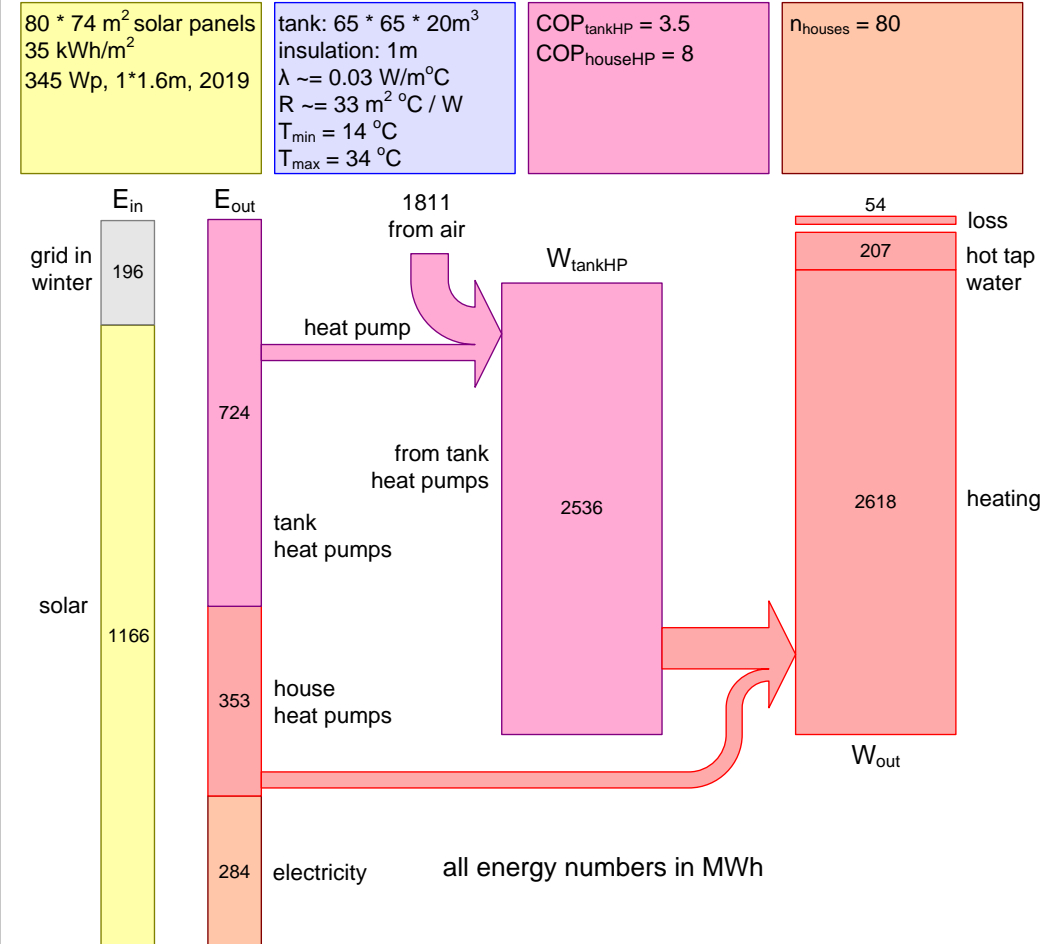 80 * 74 m² solar panels
35 kWh/m²
345 Wp, 1*1.6m, 2019
tank: 65 * 65 * 20m³
insulation: 1m
λ ~= 0.03 W/m°C
R ~= 33 m² °C / W
Tmin = 14 °C
Tmax = 34 °C
COPtankHP = 3.5
COPhouseHP = 8
nhouses = 80
Ein
Eout
1811
from air
WtankHP
54
loss
207
hot tap
water
grid in
winter
196
heat pump
724
from tank
heat pumps
2536
2618
heating
tank
heat pumps
solar
1166
353
house
heat pumps
Wout
284
electricity
all energy numbers in MWh